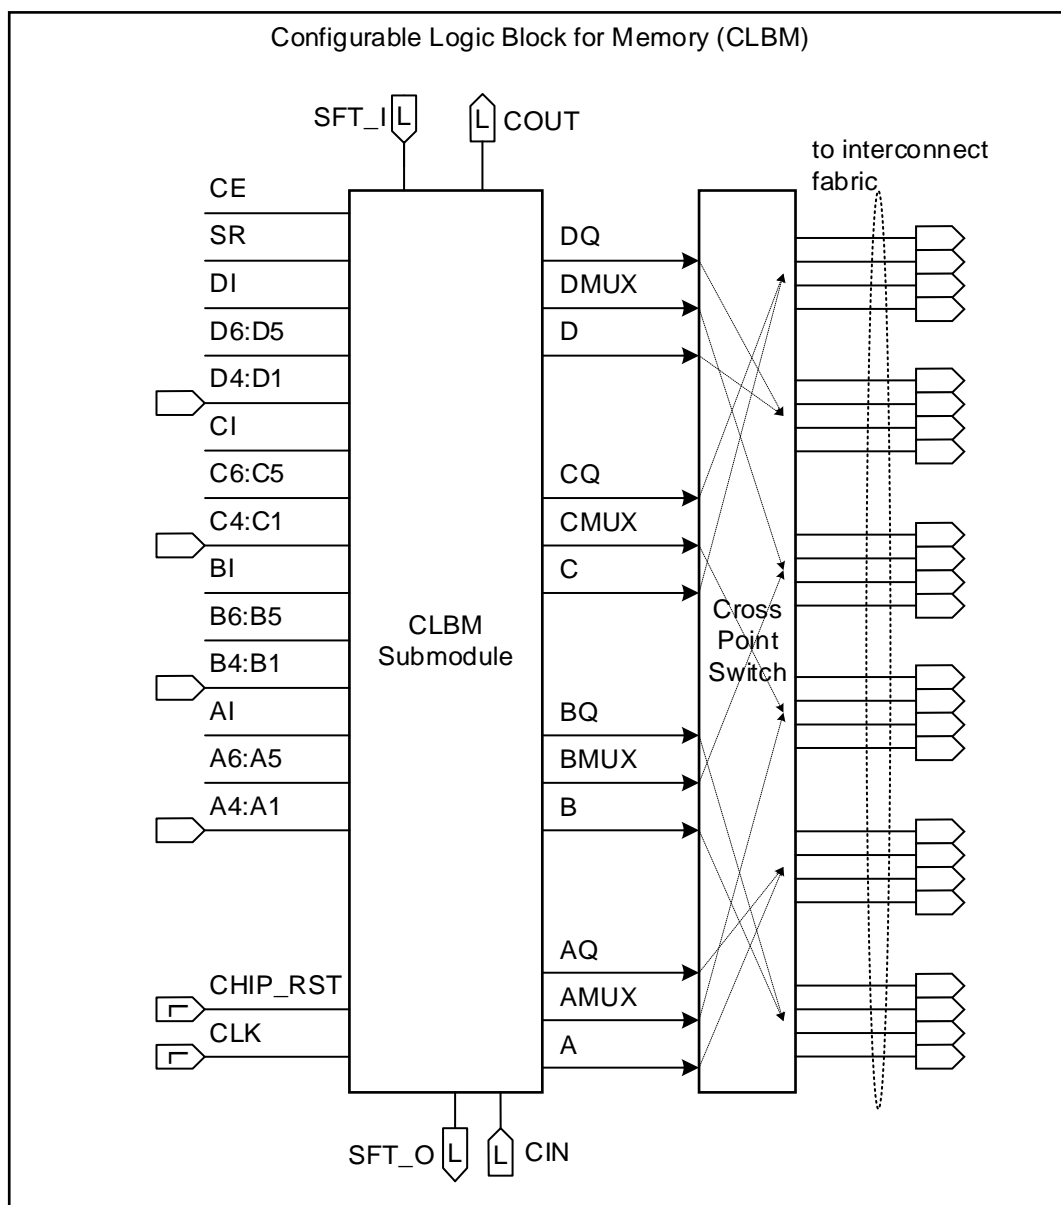 Configurable Logic Block for Memory (CLBM)
SFT_I
L
L
COUT
to interconnect
fabric
CE
SR
DI
D6:D5
D4:D1
CI
C6:C5
C4:C1
BI
B6:B5
B4:B1
AI
A6:A5
A4:A1
CHIP_RST
L
CLK
L
CLBM
Submodule
DQ
DMUX
D
CQ
CMUX
C
BQ
BMUX
B
AQ
AMUX
A
Cross
Point
Switch
SFT_O
L
L
CIN